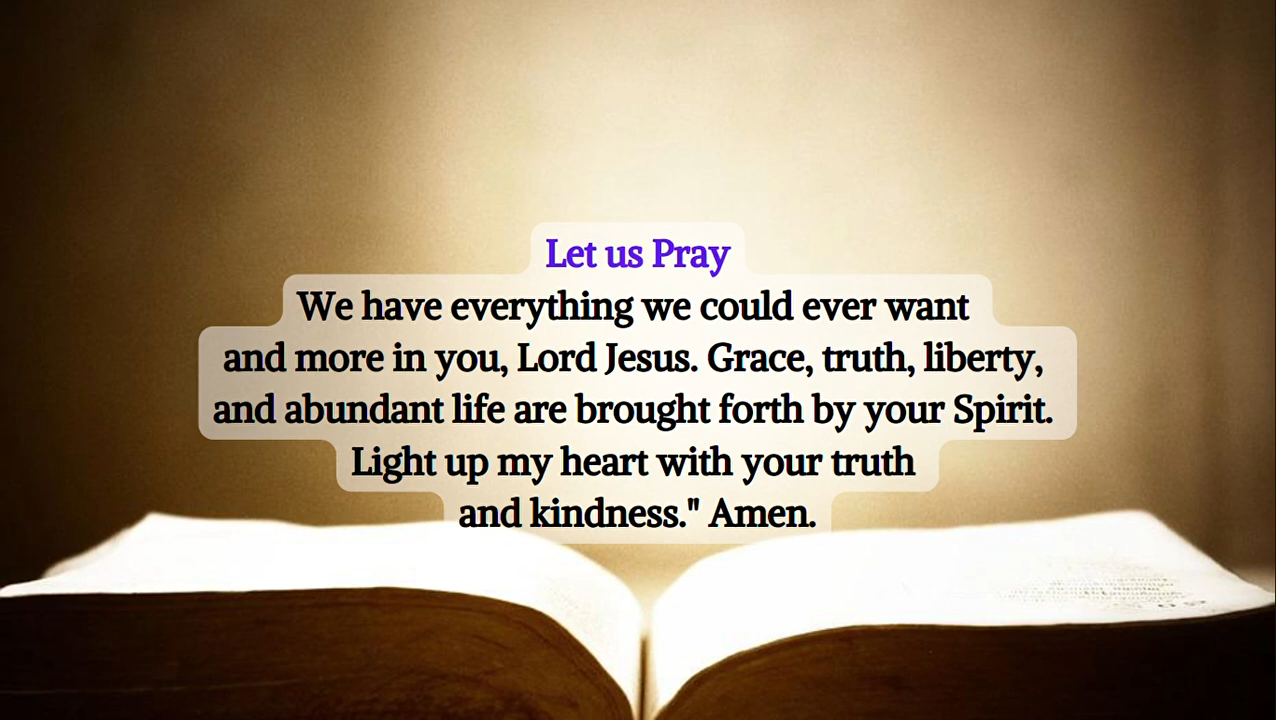 Let us Pray
We have everything we could ever want
and more in you, Lord Jesus. Grace, truth, liberty,
and abundant life are brought forth by your Spirit.
Light up my heart with your truth
and kindness." Amen.